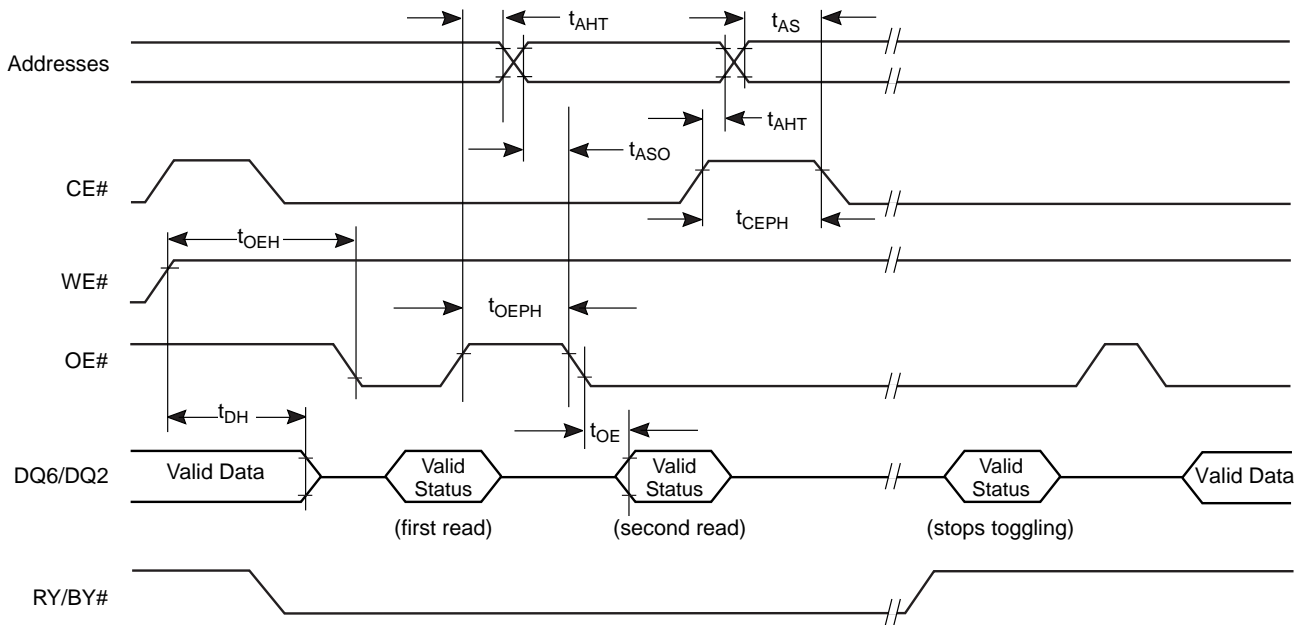 tAHT
tAS
Addresses
tAHT
tASO
CE#
tCEPH
tOEH
WE#
tOEPH
OE#
tDH
tOE
DQ6/DQ2
Valid Data
Valid
Status
Valid
Status
Valid
Status
Valid Data
(first read)
(second read)
(stops toggling)
RY/BY#